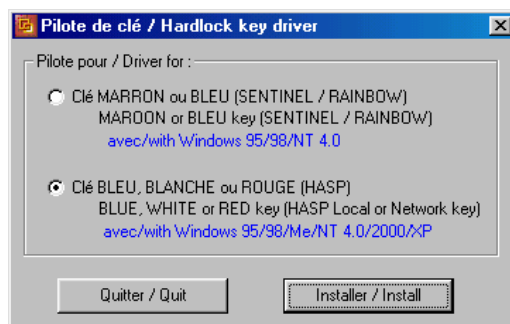 Pilote de clé / Hardlock key driver
Pilote pour / Driver for :
Clé MARRON ou BLEU (SENTINEL / RAINBOW)
MAROON or BLEU key (SENTINEL / RAINBOW)
avec/with Windows 95/98/NT 4.0
Clé BLEU, BLANCHE ou ROUGE (HASP)
BLUE, WHITE or RED key (HASP Local or Network key)
avec/with Windows 95/98/Me/NT 4.0/2000/XP
Quitter / Quit
Installer / Install